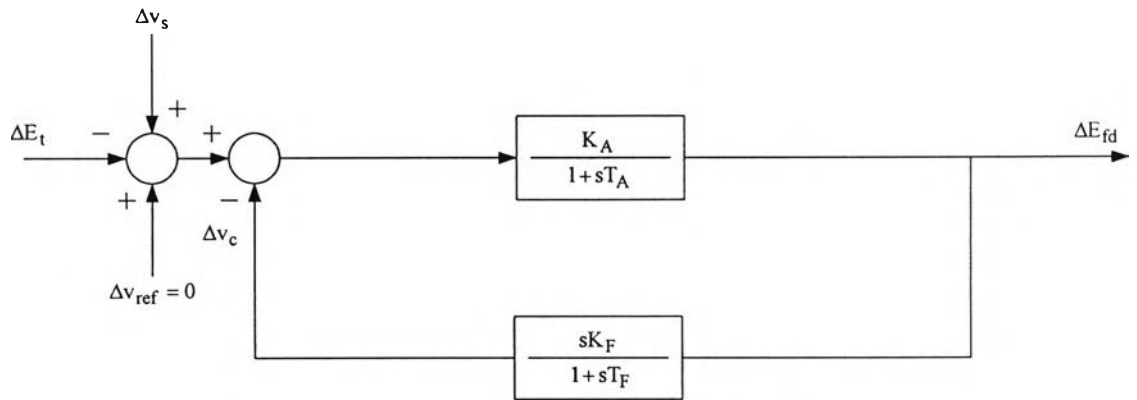 Δv_s
+
ΔE_t
−
+
+
−
Δv_c
Δv_ref = 0
K_A
1+sT_A
ΔE_fd
sK_F
1+sT_F